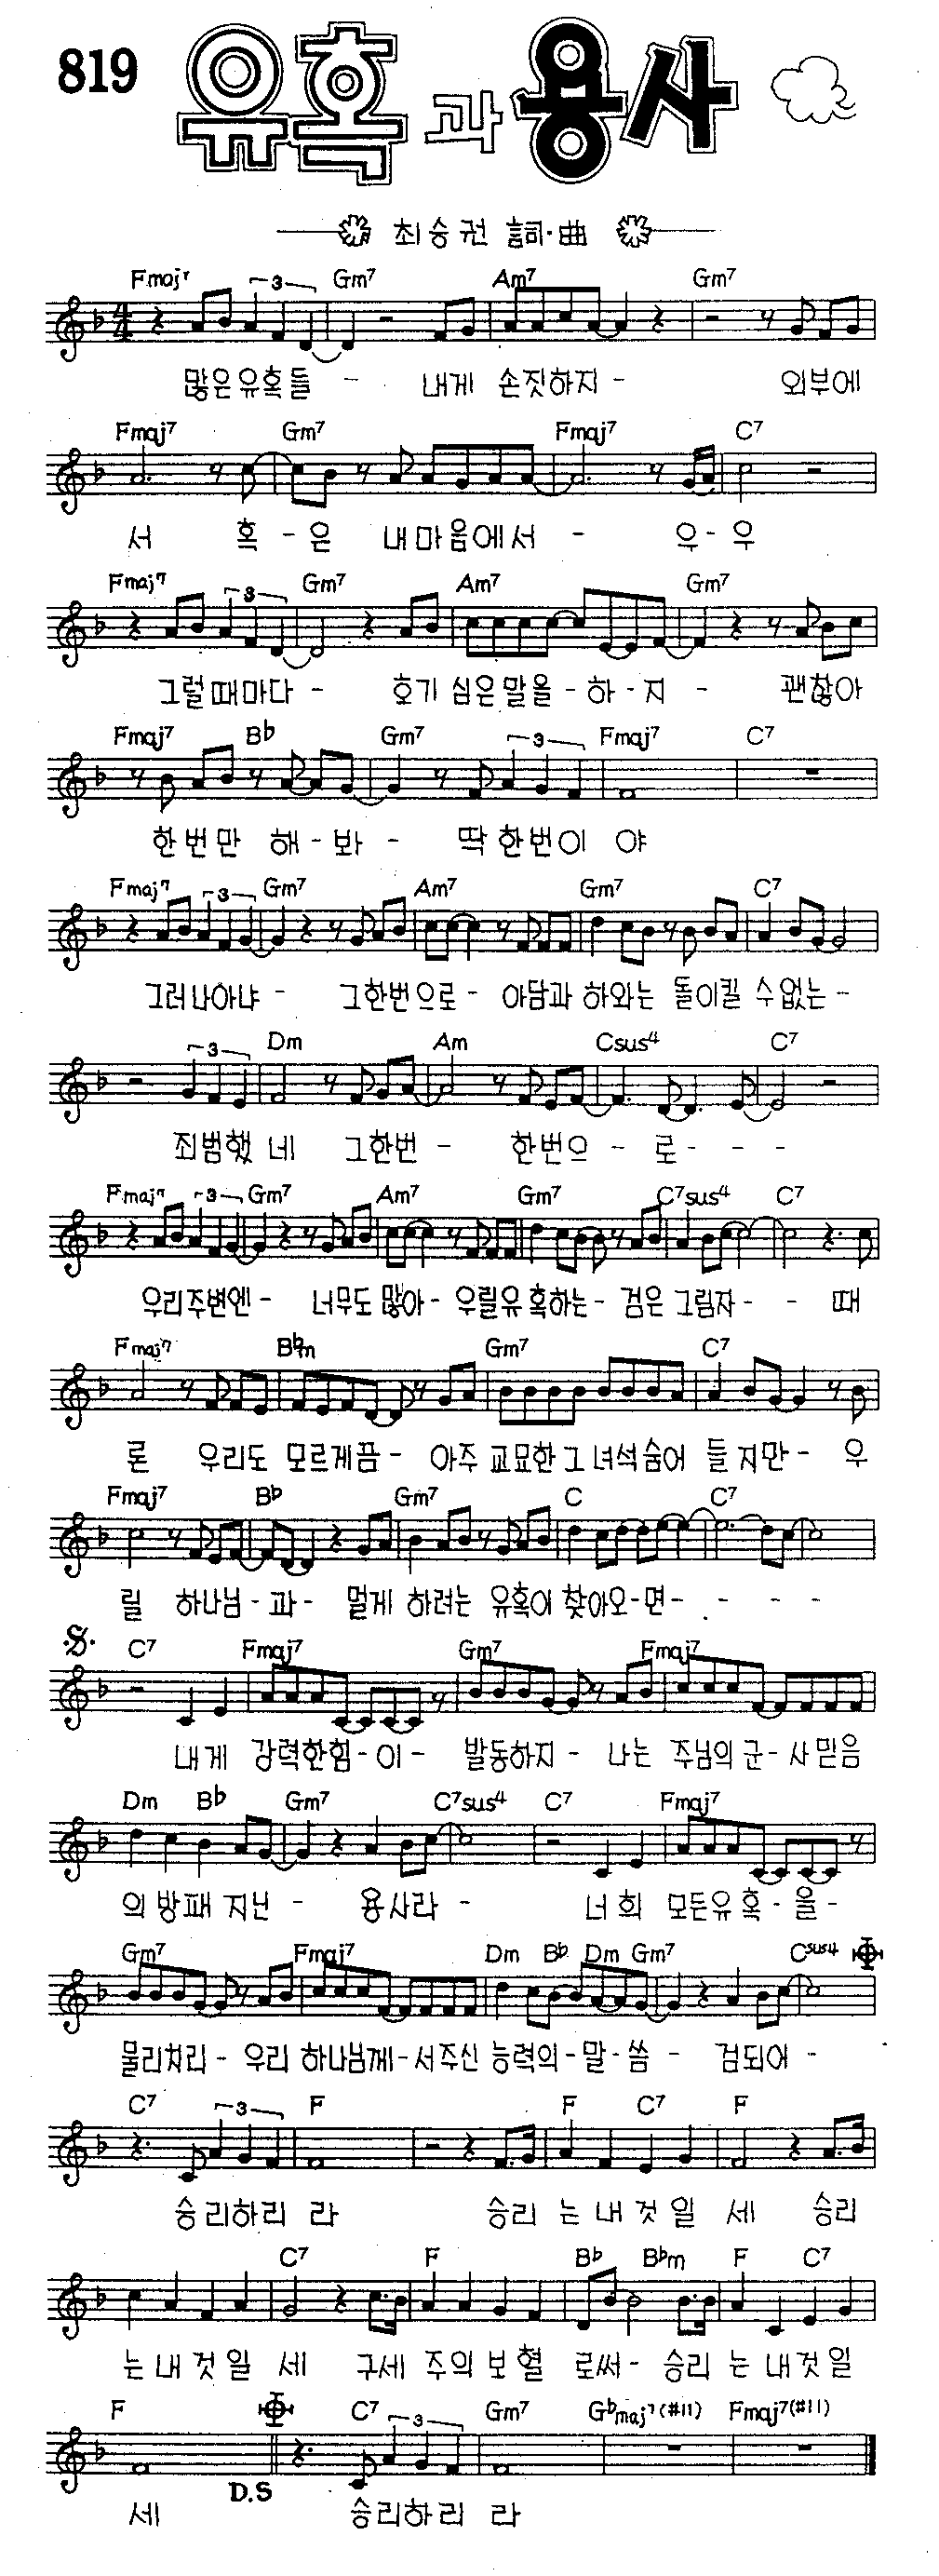 819
유혹과 용사
최승권 詞·曲
Fmaj7 Gm7 Am7 Gm7
많은유혹들 - 내게 손짓하지 - 외부에
Fmaj7 Gm7 Fmaj7 C7
서 혹 - 은 내마음에서 - 우 - 우
Fmaj7 Gm7 Am7 Gm7
그럴때마다 - 호기 심은말을 - 하 - 지 - 괜찮아
Fmaj7 Bb Gm7 Fmaj7 C7
한번만 해 - 봐 - 딱한번이 야
Fmaj7 Gm7 Am7 Gm7 C7
그러나아냐 - 그한번으로 - 아담과 하와는 돌이킬 수없는 -
Dm Am Csus4 C7
죄범했 네 그한번 - 한번으 - 로 - - -
Fmaj7 Gm7 Am7 Gm7 C7sus4 C7
우리주변엔 - 너무도 많아 - 우릴유혹하는 - 검은 그림자 - - 때
Fmaj7 Bbm Gm7 C7
론 우리도 모르게끔 - 아주 교묘한 그 녀석숨어 들지만 - 우
Fmaj7 Bb Gm7 C C7
릴 하나님 - 과 - 멀게 하려는 유혹이 찾아오 - 면 - - - -
C7 Fmaj7 Gm7 Fmaj7
내게 강력한힘 - 이 - 발동하지 - 나는 주님의 군 - 사믿음
Dm Bb Gm7 C7sus4 C7 Fmaj7
의 방패 지닌 - 용사라 - 너희 모든유혹 - 을 -
Gm7 Fmaj7 Dm Bb Dm Gm7 Csus4
물리치리 - 우리 하나님께 - 서주신 능력의 - 말 - 씀 - 검되어 -
C7 F F C7 F
승리하리 라 승리 는 내 것 일 세 승리
C7 F Bb Bbm F C7
는 내 것 일 세 구세 주의 보혈 로써 - 승리 는 내것일
F C7 Gm7 Gbmaj7(#11) Fmaj7(#11)
D.S
세 승리하리 라